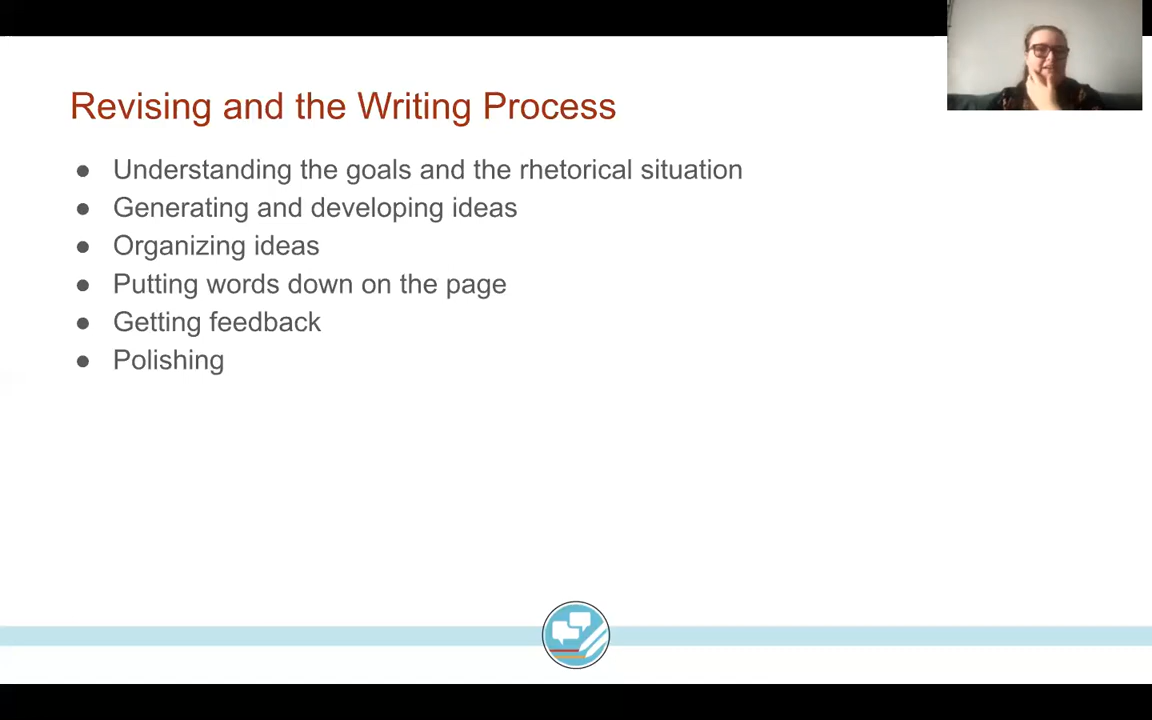 Revising and the Writing Process
● Understanding the goals and the rhetorical situation
● Generating and developing ideas
● Organizing ideas
● Putting words down on the page
● Getting feedback
● Polishing